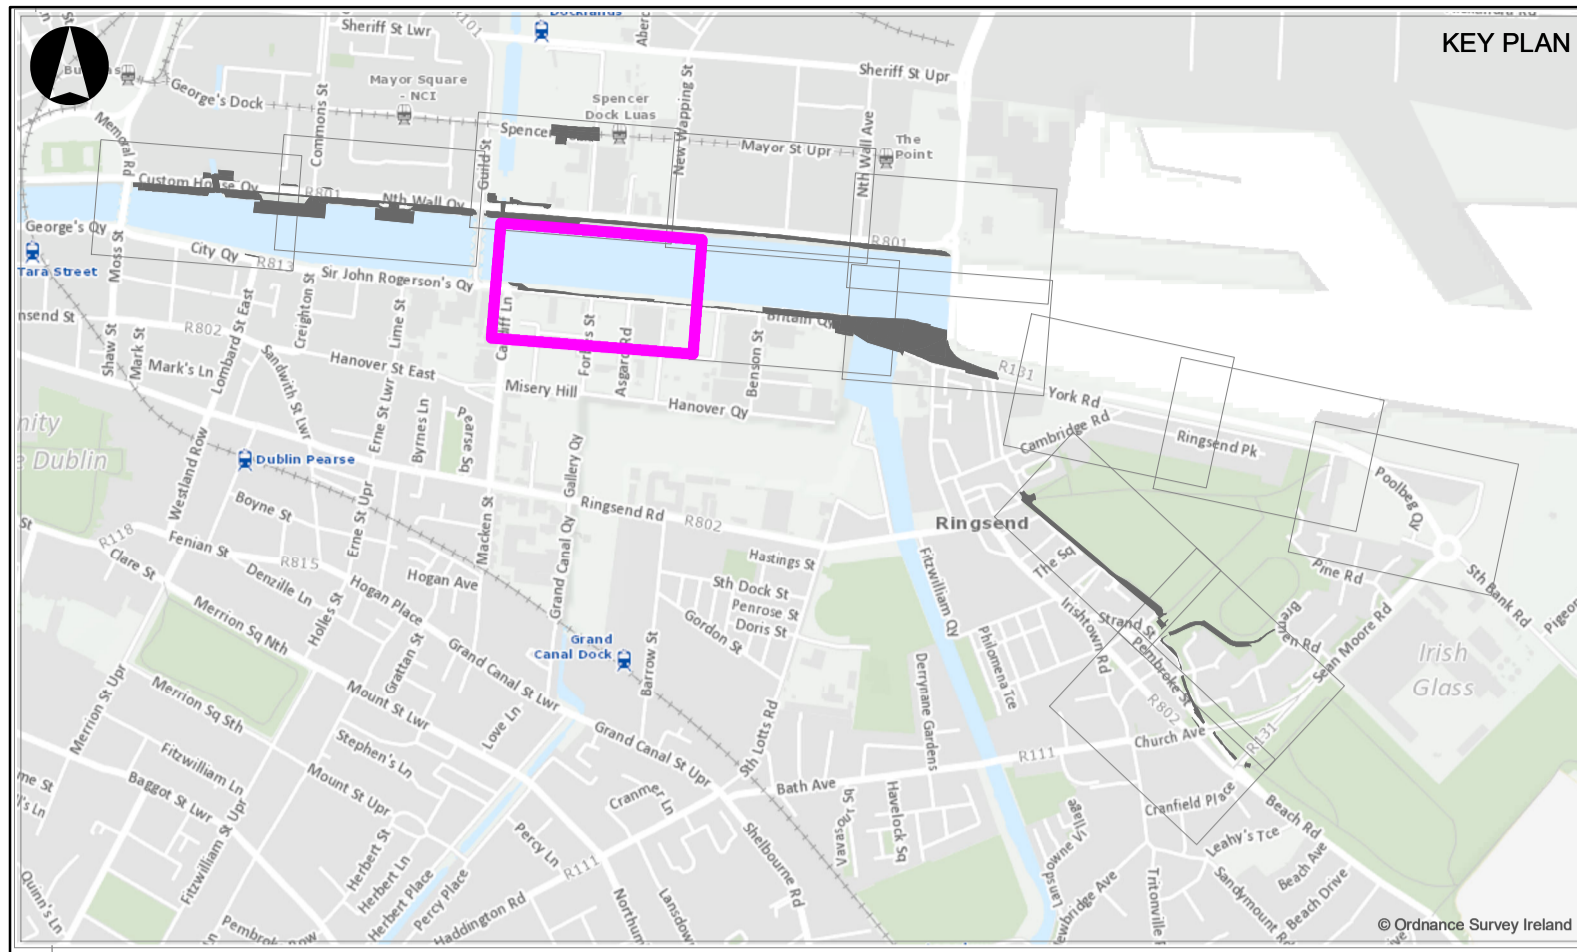 KEY PLAN
Docklands
Sheriff St Lwr
R101
Sheriff St Upr
Mayor Square
- NCI
George's Dock
Commons St
Spencer
Dock Luas
New Wapping St
Nth Wall Ave
The
Point
Mayor St Upr
Memorial Rd
Guild St
Custom House Qy
R801
Nth Wall Qy
R801
George's Qy
Moss St
City Qy
R813
Sir John Rogerson's Qy
Tara Street
Creighton St
Lime St
Forbes St
Asgard Rd
Britain Qy
Benson St
R802
Shaw St
Mark St
Mark's Ln
Lombard St East
Sandwith St Lwr
Hanover St East
Erne St Lwr
Byrnes Ln
Pearse Sq
Misery Hill
Hanover Qy
R131
York Rd
Cambridge Rd
Ringsend Pk
Poolbeg Qy
Dublin Pearse
Westland Row
Boyne St
Erne St Upr
Macken St
Gallery Qy
Grand Canal Qy
Ringsend Rd
R802
Ringsend
Hastings St
Fitzwilliam Qy
The Sq
Pine Rd
Sth Bank Rd
R118
Clare St
Fenian St
R815
Denzille Ln
Hogan Place
Hogan Ave
Holles St
Merrion Sq Nth
Grattan St
Grand Canal St Lwr
Grand
Canal Dock
Barrow St
Sth Dock St
Penrose St
Doris St
Gordon St
Irishtown Rd
Strand St
Pembroke St
Philomena Tce
Derrynane Gardens
Sean Moore Rd
Irish
Glass
Merrion St Upr
Merrion Sq Sth
Mount St Lwr
Love Ln
Stephen's Ln
Grand Canal St Upr
Sth Lotts Rd
R802
Church Ave
R131
R111
Fitzwilliam Ln
Baggot St Lwr
Mount St Upr
Fitzwilliam St Upr
Bath Ave
Cranmer Ln
Vavasour Sq
Havelock Sq
Cranfield Place
Beach Rd
Leahy's Tce
Beach Ave
Beach Drive
Percy Ln
R111
Shelbourne Rd
Herbert St
Herbert Ln
Herbert Place
Percy Place
Haddington Rd
Quinn's Ln
Tritonville
Sandymount
© Ordnance Survey Ireland